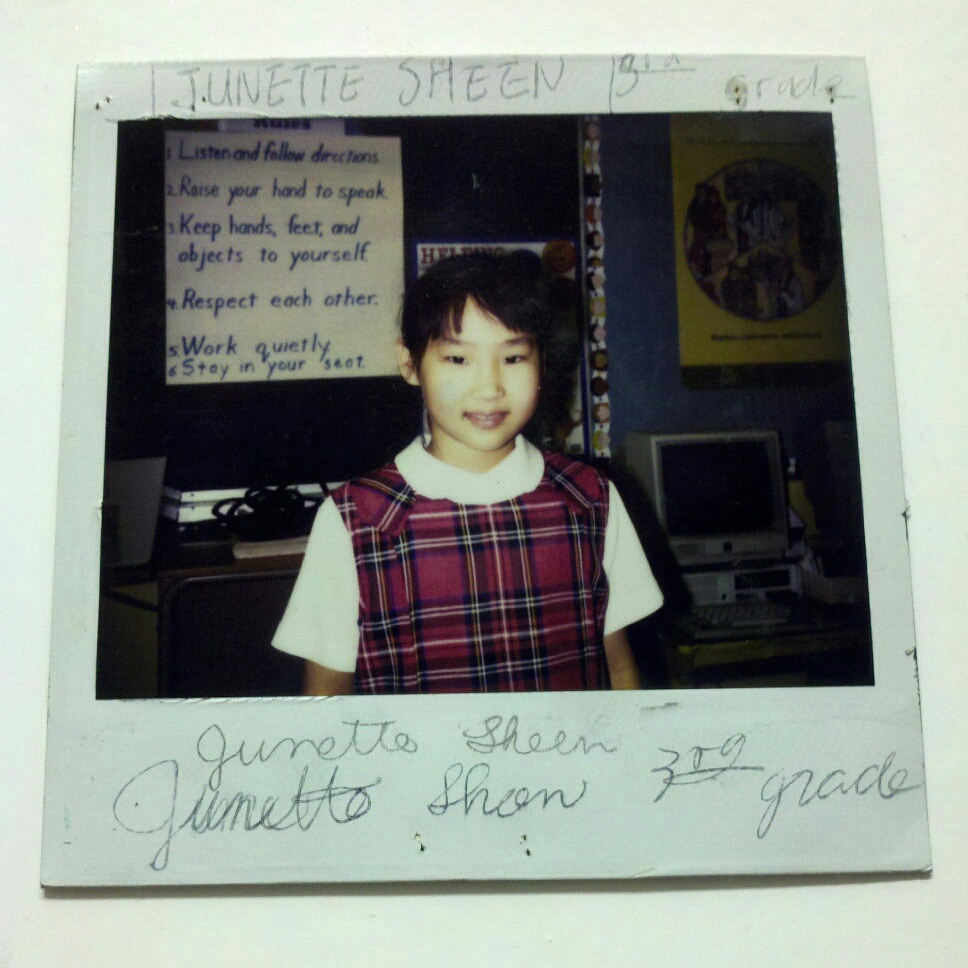 JUNETTE SHEEN 3rd grade
Rules
1 Listen and follow directions.
2. Raise your hand to speak.
3. Keep hands, feet, and
objects to yourself.
4. Respect each other.
5. Work quietly
6 Stay in your seat.
HELPING
Junette Sheen
Junette Sheen 3rd grade